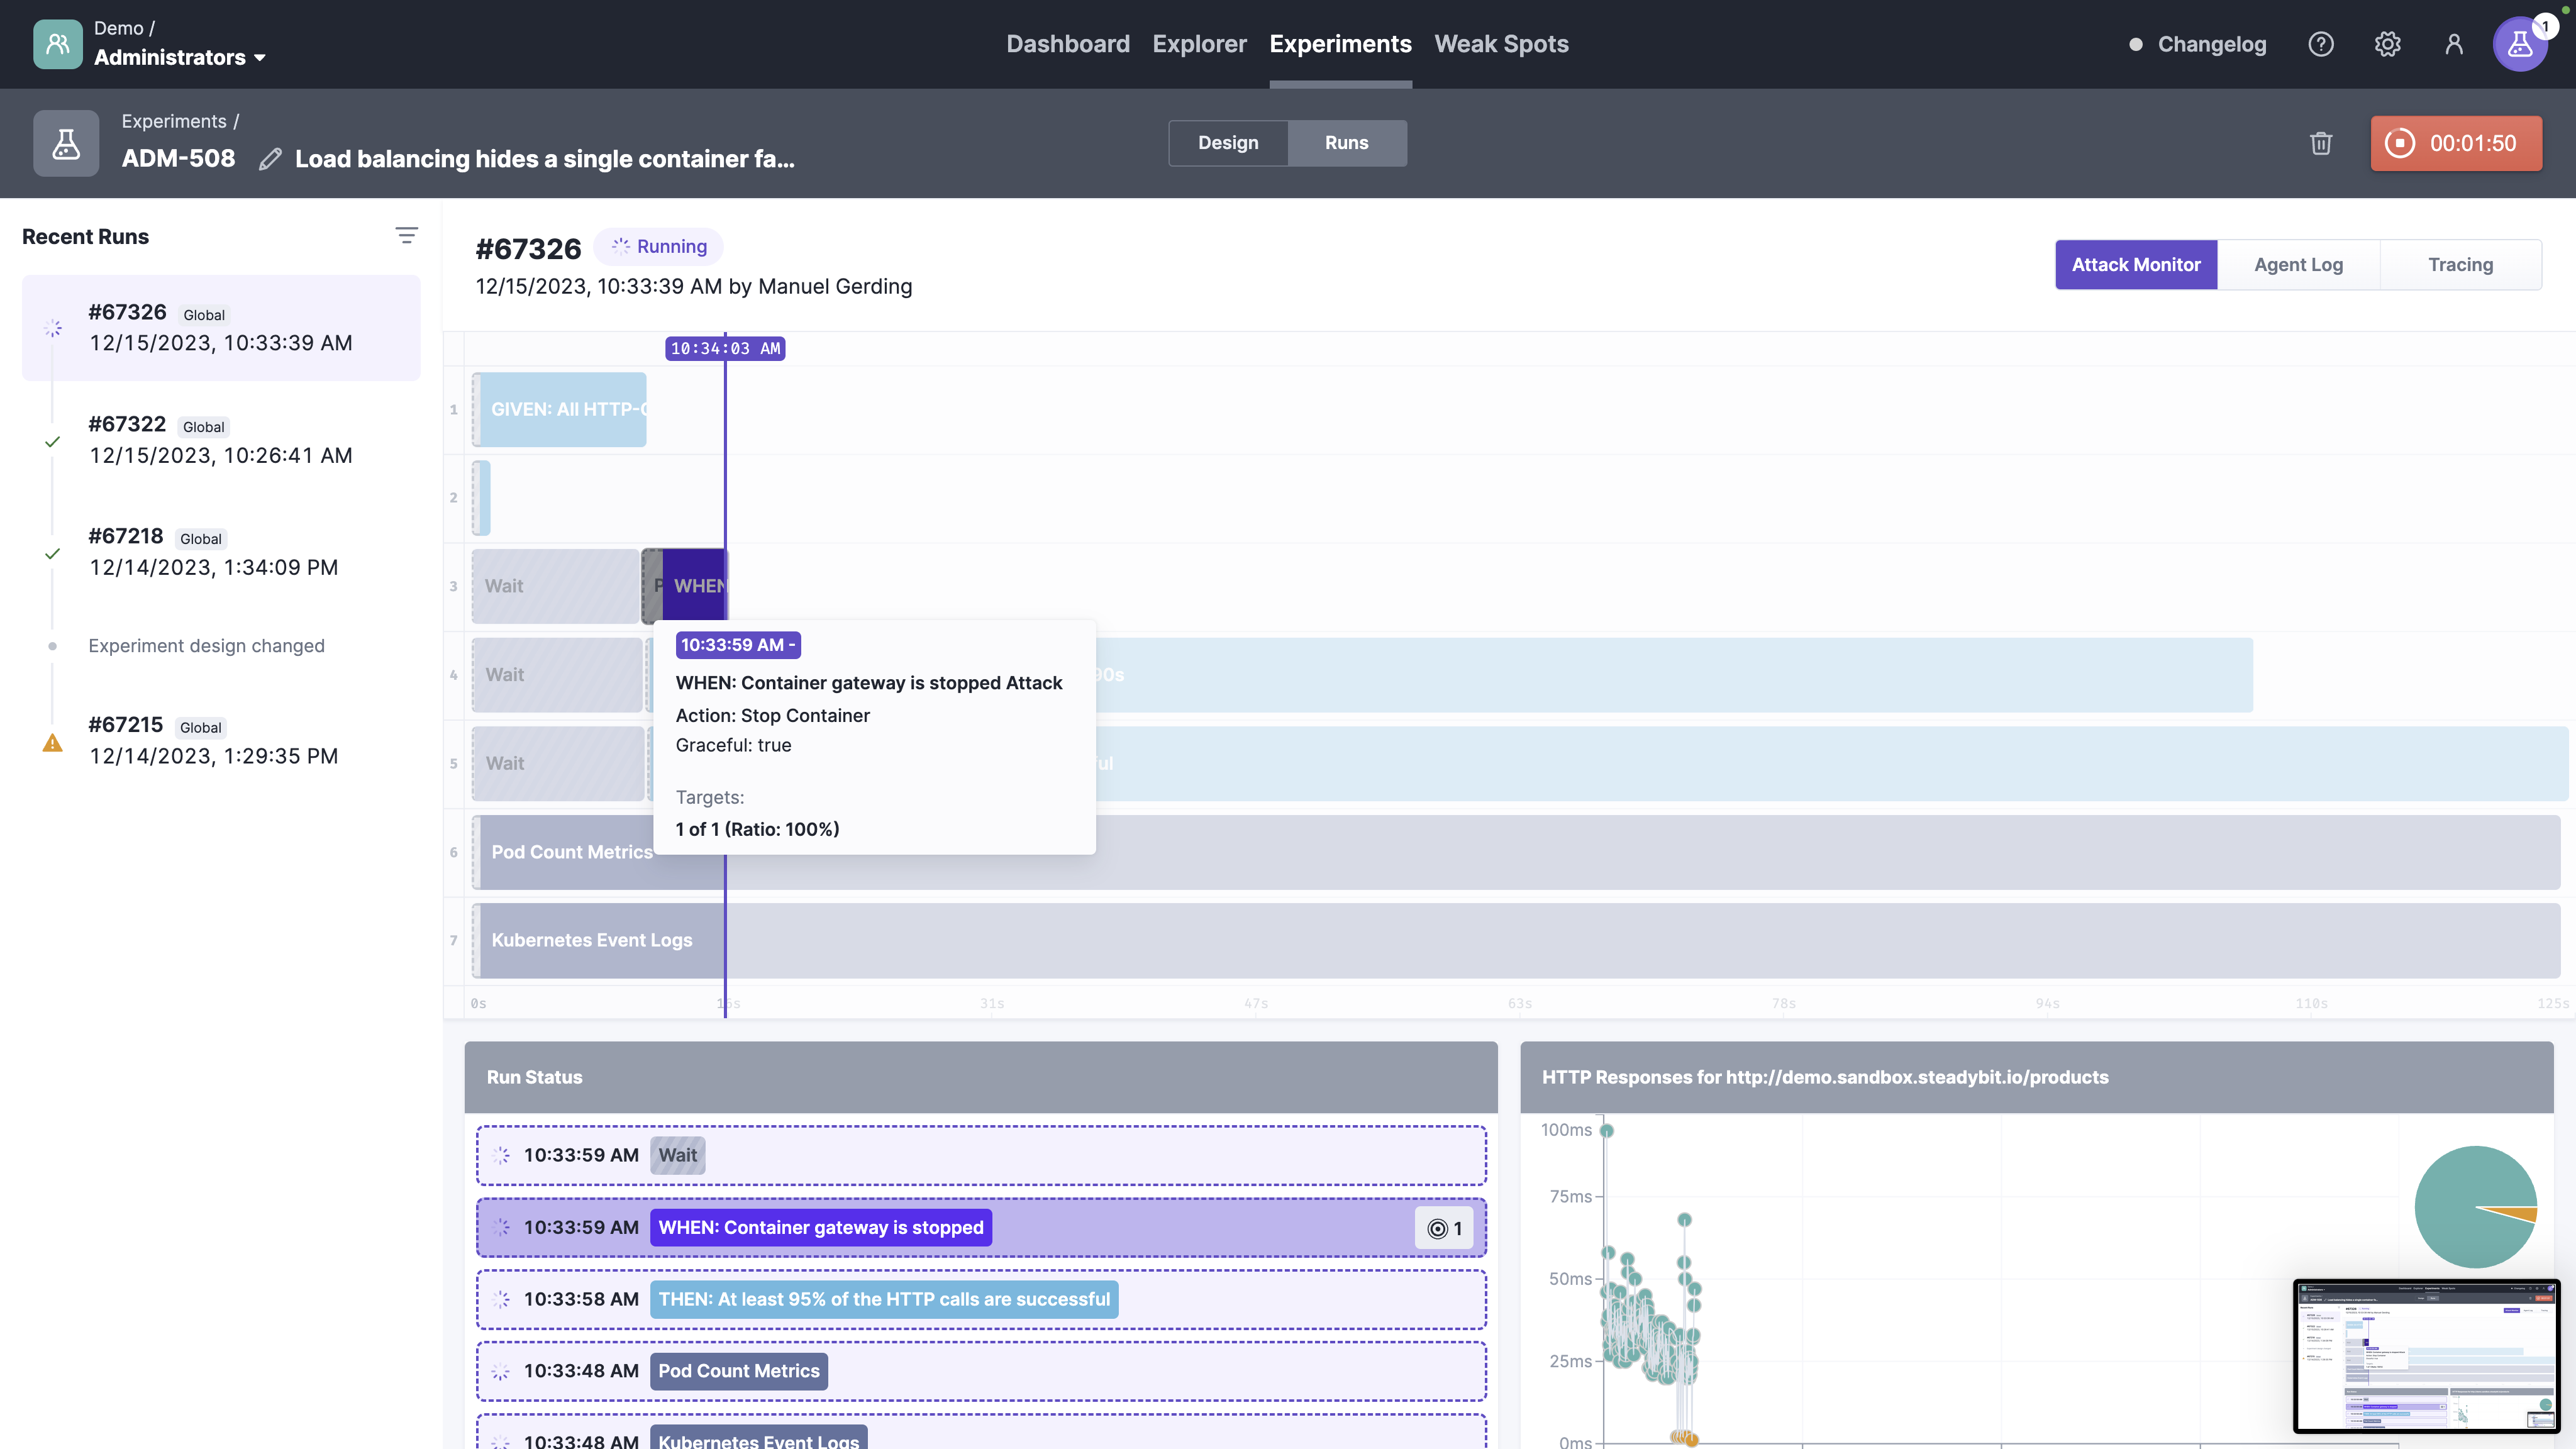 Demo /
Administrators
Dashboard
Explorer
Experiments
Weak Spots
Changelog
1
Experiments /
ADM-508
Load balancing hides a single container fa...
Design
Runs
00:01:50
Recent Runs
#67326 Global
12/15/2023, 10:33:39 AM
#67322 Global
12/15/2023, 10:26:41 AM
#67218 Global
12/14/2023, 1:34:09 PM
Experiment design changed
#67215 Global
12/14/2023, 1:29:35 PM
#67326 Running
12/15/2023, 10:33:39 AM by Manuel Gerding
Attack Monitor
Agent Log
Tracing
10:34:03 AM
1 GIVEN: All HTTP-
2
3 Wait P WHEN
4 Wait 90s
5 Wait ful
6 Pod Count Metrics
7 Kubernetes Event Logs
10:33:59 AM -
WHEN: Container gateway is stopped Attack
Action: Stop Container
Graceful: true
Targets:
1 of 1 (Ratio: 100%)
0s 16s 31s 47s 63s 78s 94s 110s 125s
Run Status
10:33:59 AM Wait
10:33:59 AM WHEN: Container gateway is stopped 1
10:33:58 AM THEN: At least 95% of the HTTP calls are successful
10:33:48 AM Pod Count Metrics
10:33:48 AM Kubernetes Event Logs
HTTP Responses for http://demo.sandbox.steadybit.io/products
100ms
75ms
50ms
25ms
0ms